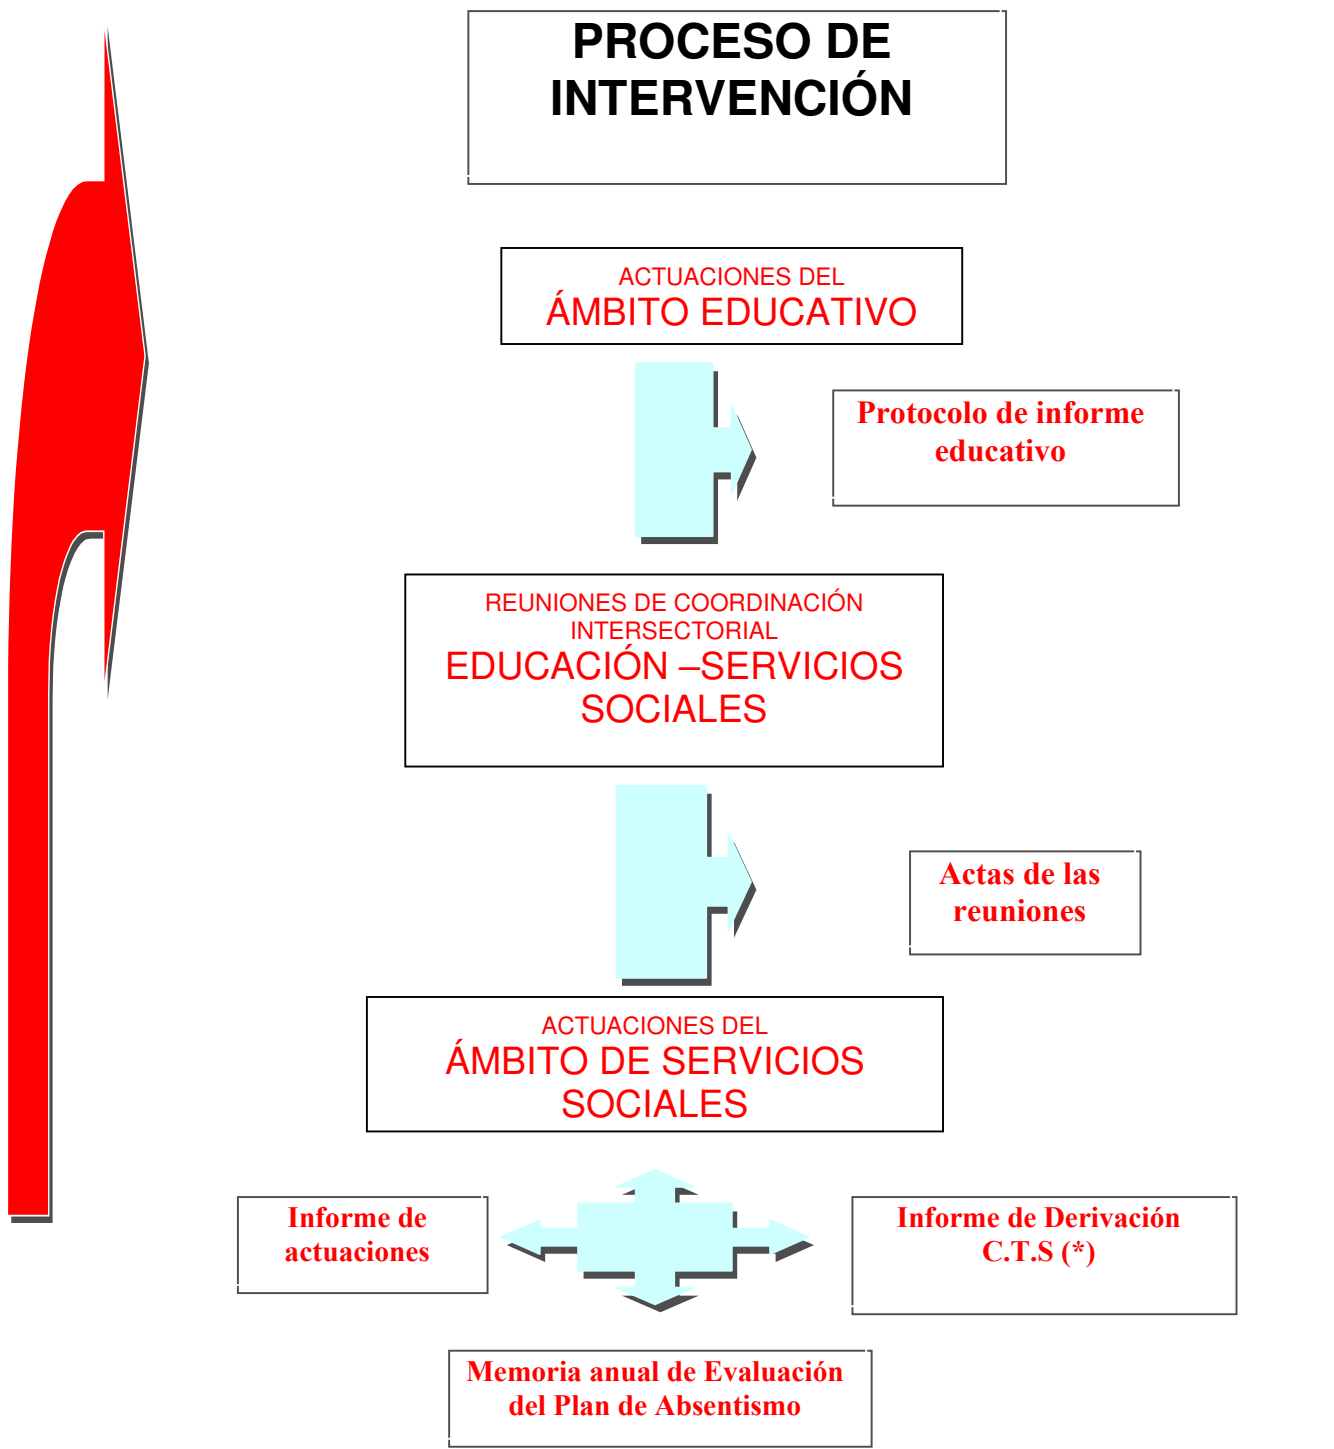 PROCESO DE
INTERVENCIÓN
ACTUACIONES DEL
ÁMBITO EDUCATIVO
Protocolo de informe
educativo
REUNIONES DE COORDINACIÓN
INTERSECTORIAL
EDUCACIÓN –SERVICIOS
SOCIALES
Actas de las
reuniones
ACTUACIONES DEL
ÁMBITO DE SERVICIOS
SOCIALES
Informe de
actuaciones
Informe de Derivación
C.T.S (*)
Memoria anual de Evaluación
del Plan de Absentismo